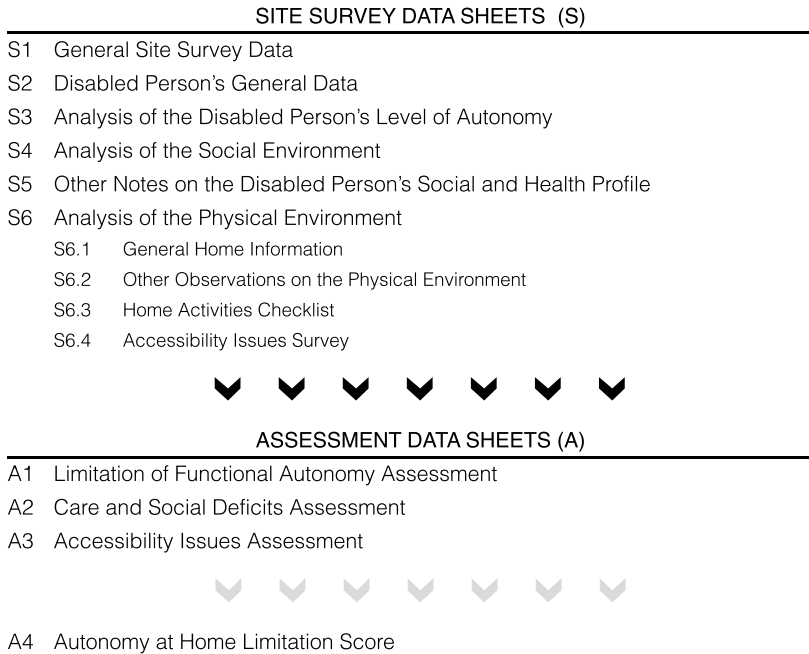 SITE SURVEY DATA SHEETS (S)
S1 General Site Survey Data
S2 Disabled Person’s General Data
S3 Analysis of the Disabled Person’s Level of Autonomy
S4 Analysis of the Social Environment
S5 Other Notes on the Disabled Person’s Social and Health Profile
S6 Analysis of the Physical Environment
S6.1 General Home Information
S6.2 Other Observations on the Physical Environment
S6.3 Home Activities Checklist
S6.4 Accessibility Issues Survey
ASSESSMENT DATA SHEETS (A)
A1 Limitation of Functional Autonomy Assessment
A2 Care and Social Deficits Assessment
A3 Accessibility Issues Assessment
A4 Autonomy at Home Limitation Score